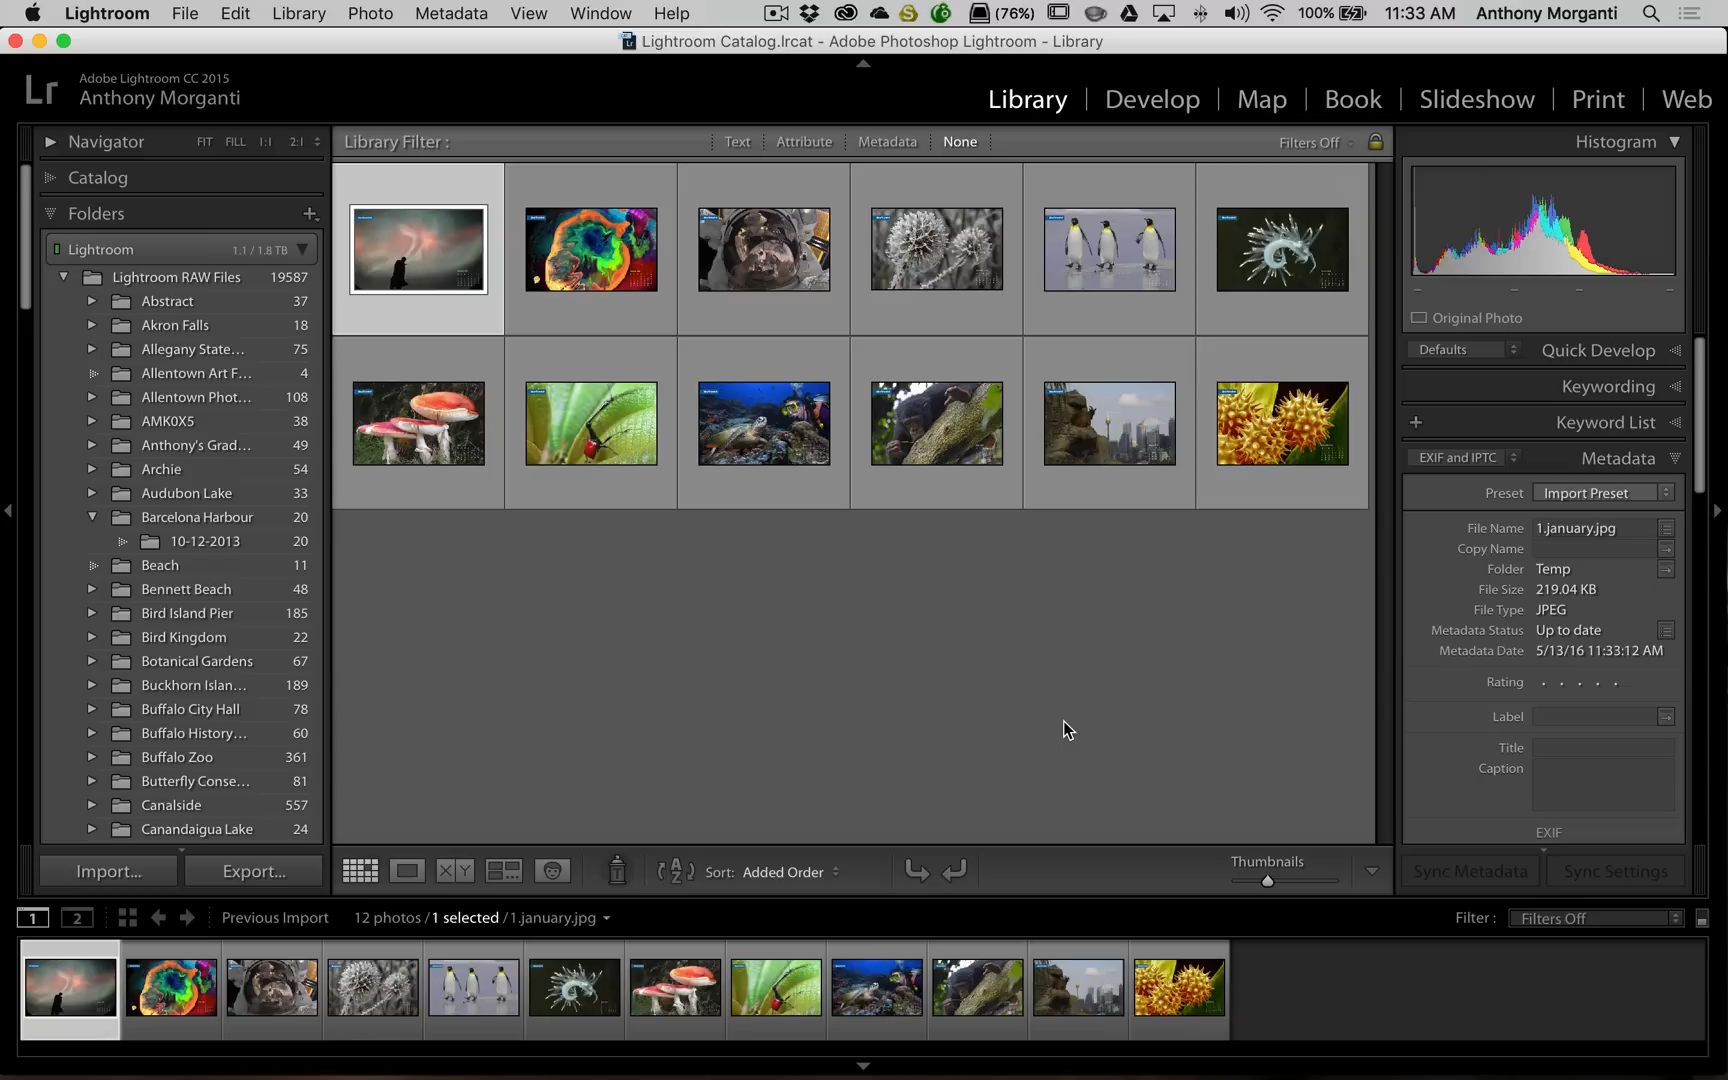 Lightroom File Edit Library Photo Metadata View Window Help (76%) 100% 11:33 AM Anthony Morganti
Lightroom Catalog.lrcat - Adobe Photoshop Lightroom - Library
Lr Adobe Lightroom CC 2015
Anthony Morganti
Library | Develop | Map | Book | Slideshow | Print | Web
Navigator FIT FILL 1:1 2:1
Catalog
Folders +
Lightroom 1.1 / 1.8 TB
Lightroom RAW Files 19587
Abstract 37
Akron Falls 18
Allegany State... 75
Allentown Art F... 4
Allentown Phot... 108
AMK0X5 38
Anthony's Grad... 49
Archie 54
Audubon Lake 33
Barcelona Harbour 20
10-12-2013 20
Beach 11
Bennett Beach 48
Bird Island Pier 185
Bird Kingdom 22
Botanical Gardens 67
Buckhorn Islan... 189
Buffalo City Hall 78
Buffalo History... 60
Buffalo Zoo 361
Butterfly Conse... 81
Canalside 557
Canandaigua Lake 24
Import... Export...
Library Filter : Text Attribute Metadata None Filters Off
Histogram
Original Photo
Defaults Quick Develop
Keywording
+ Keyword List
EXIF and IPTC Metadata
Preset Import Preset
File Name 1.january.jpg
Copy Name
Folder Temp
File Size 219.04 KB
File Type JPEG
Metadata Status Up to date
Metadata Date 5/13/16 11:33:12 AM
Rating . . . . .
Label
Title
Caption
EXIF
Sync Metadata Sync Settings
X Y A Z Sort: Added Order Thumbnails
1 2 Previous Import 12 photos / 1 selected / 1.january.jpg Filter : Filters Off